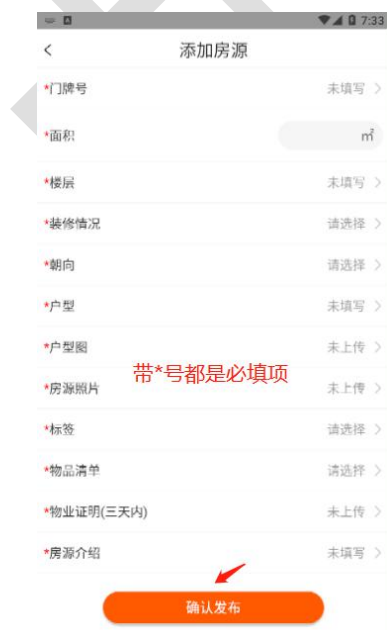 7:33
添加房源
*门牌号 未填写
*面积 ㎡
*楼层 未填写
*装修情况 请选择
*朝向 请选择
*户型 未填写
*户型图 未上传
带*号都是必填项
*房源照片 未上传
*标签 请选择
*物品清单 请选择
*物业证明(三天内) 未上传
*房源介绍 未填写
确认发布